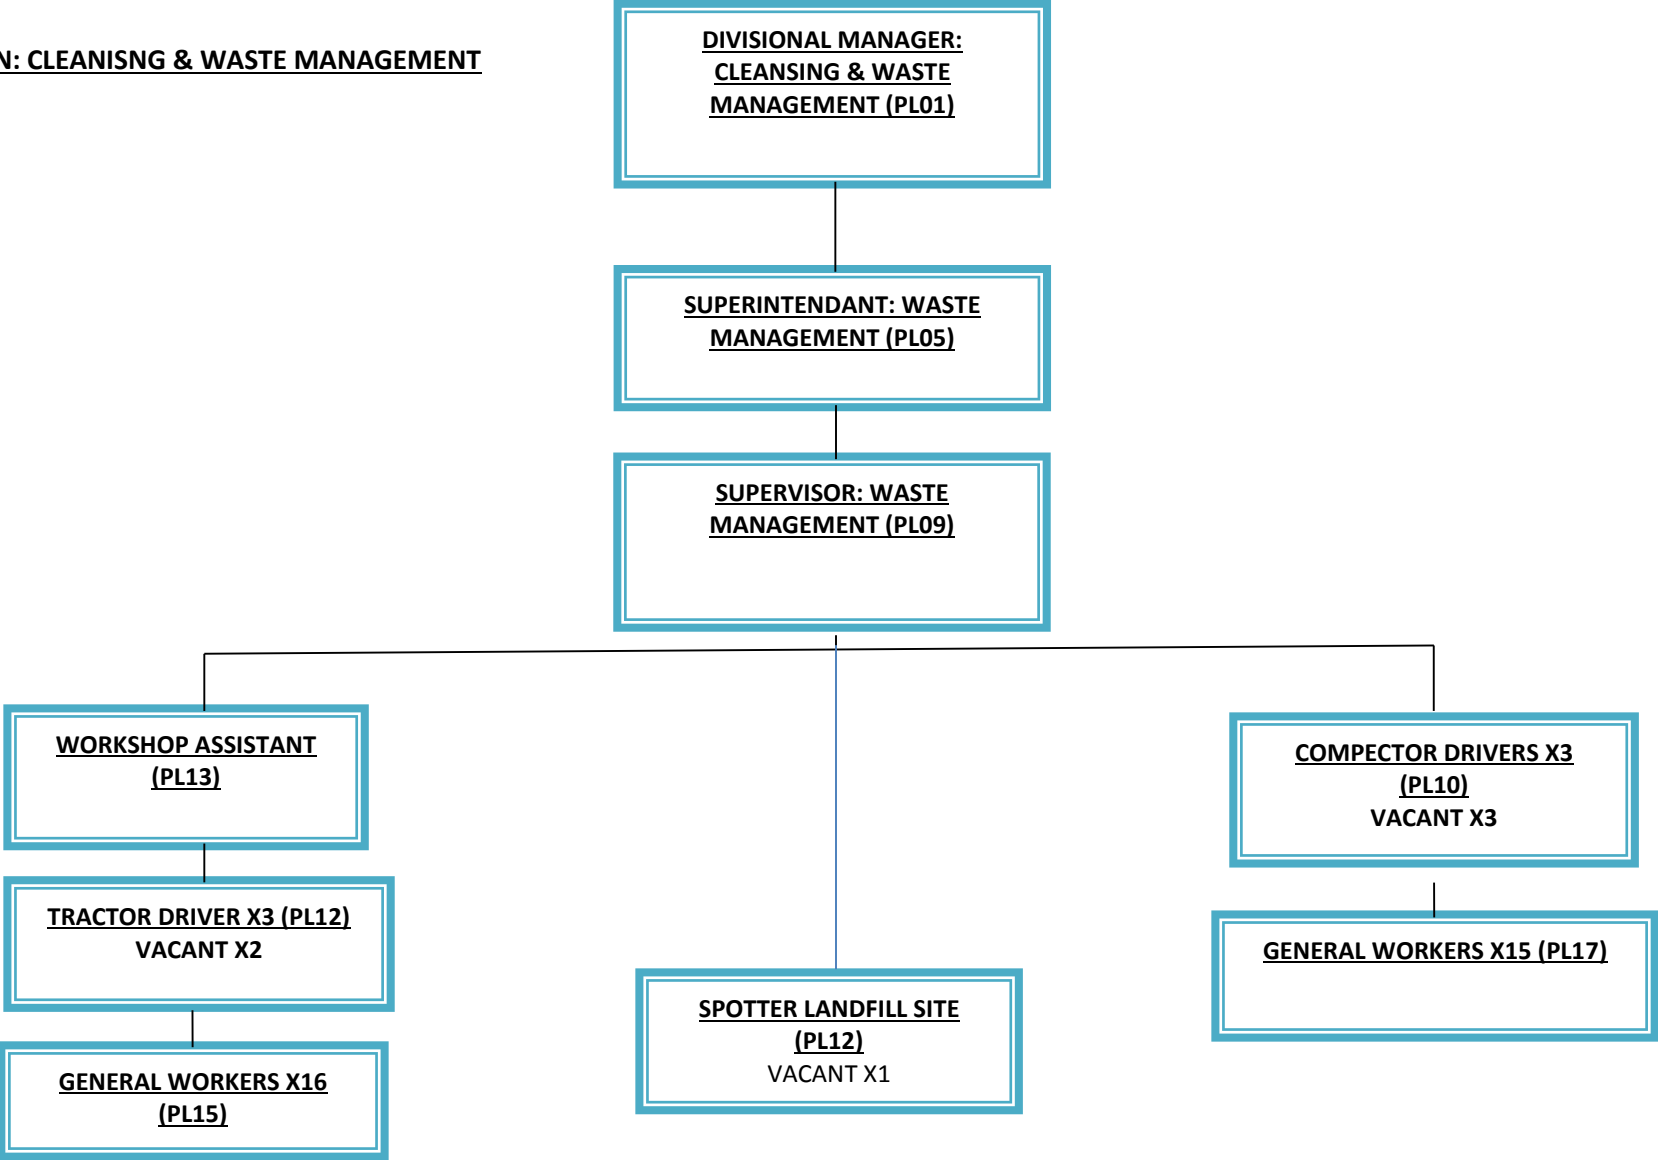 N: CLEANISNG & WASTE MANAGEMENT
DIVISIONAL MANAGER:
CLEANSING & WASTE
MANAGEMENT (PL01)
SUPERINTENDANT: WASTE
MANAGEMENT (PL05)
SUPERVISOR: WASTE
MANAGEMENT (PL09)
WORKSHOP ASSISTANT
(PL13)
TRACTOR DRIVER X3 (PL12)
VACANT X2
GENERAL WORKERS X16
(PL15)
SPOTTER LANDFILL SITE
(PL12)
VACANT X1
COMPECTOR DRIVERS X3
(PL10)
VACANT X3
GENERAL WORKERS X15 (PL17)